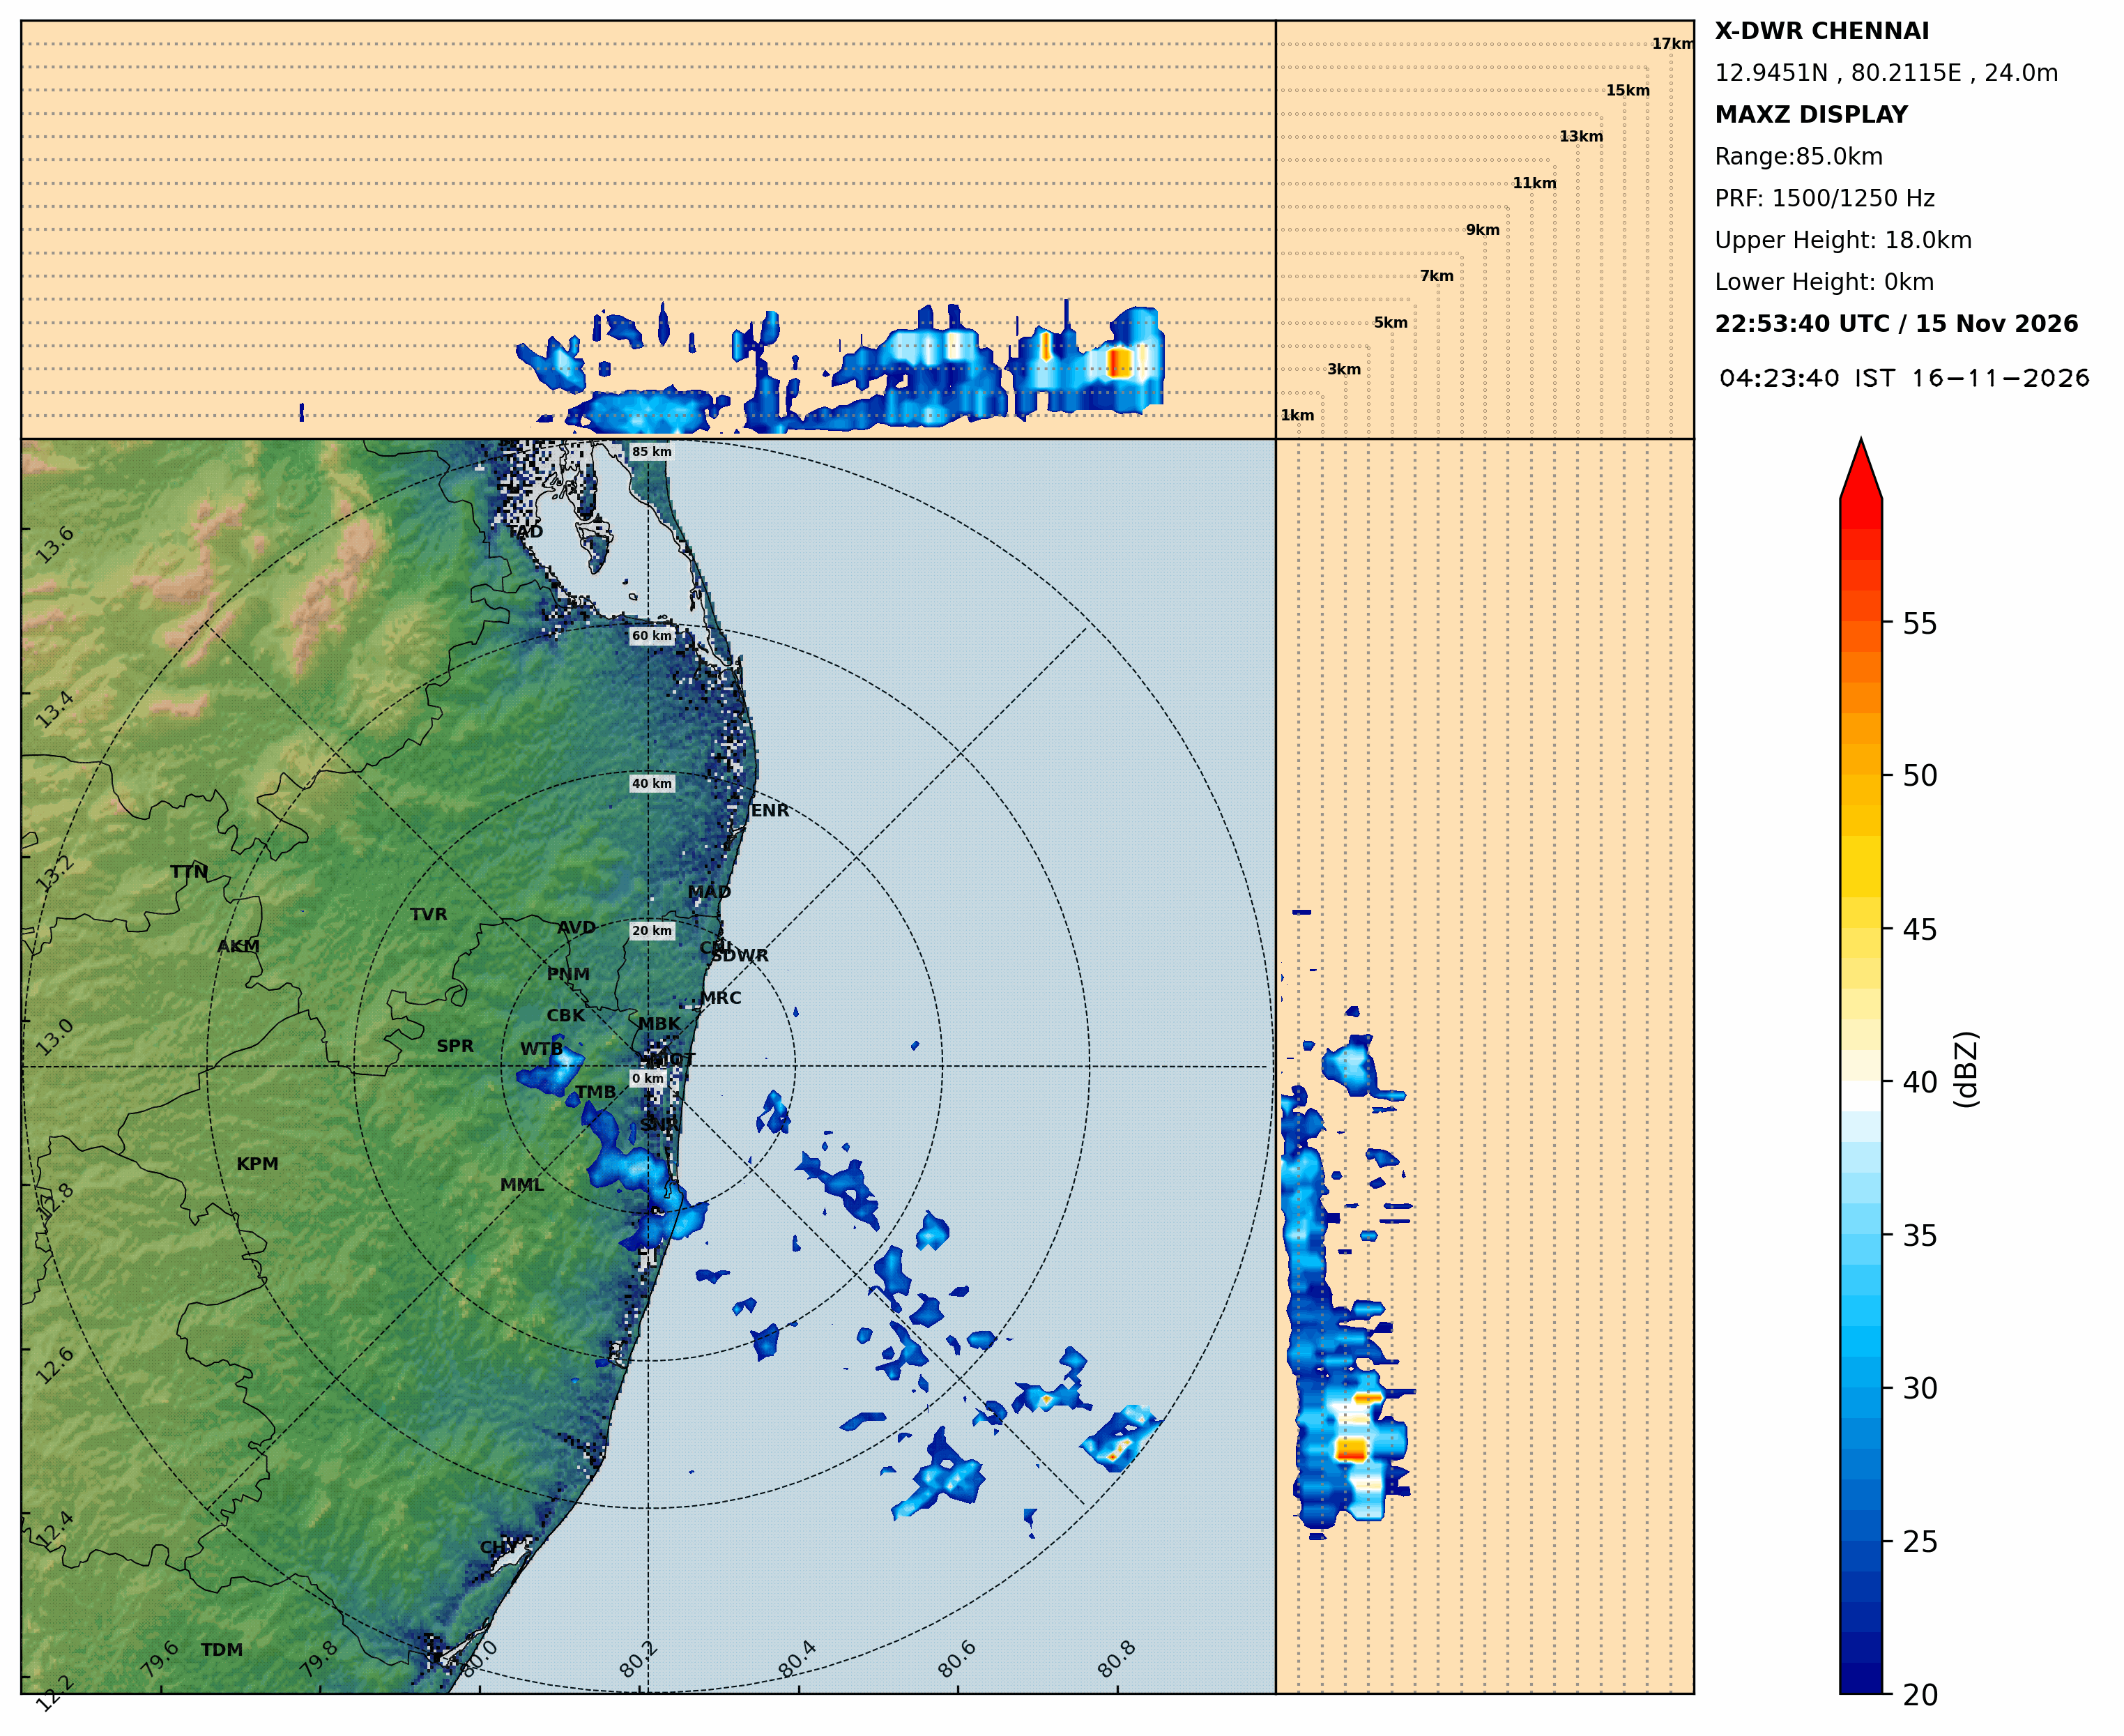 X-DWR CHENNAI
12.9451N , 80.2115E , 24.0m
MAXZ DISPLAY
Range:85.0km
PRF: 1500/1250 Hz
Upper Height: 18.0km
Lower Height: 0km
22:53:40 UTC / 15 Nov 2026
04:23:40 IST 16-11-2026
17km
15km
13km
11km
9km
7km
5km
3km
1km
85 km
60 km
40 km
20 km
0 km
TAD
ENR
TTN
MAD
TVR
AVD
AKM
SDWR
PNM
MRC
CBK
MBK
SPR
WTB
TMB
SNR
KPM
MML
CHY
TDM
13.6
13.4
13.2
13.0
12.8
12.6
12.4
12.2
79.6
79.8
80.0
80.2
80.4
80.6
80.8
55
50
45
40
35
30
25
20
(dBZ)